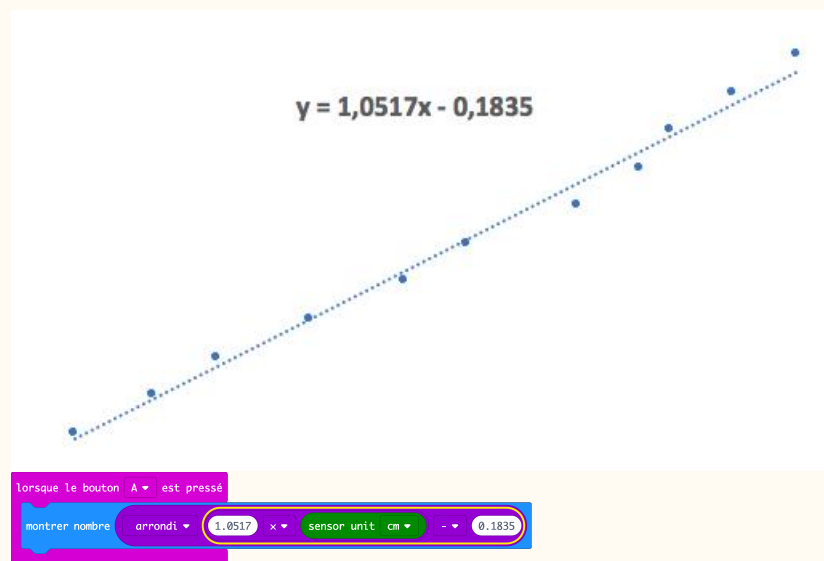 y = 1,0517x - 0,1835
lorsque le bouton A est pressé
montrer nombre arrondi 1.0517 × sensor unit cm - 0.1835